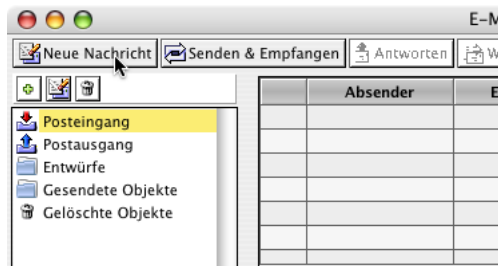 E-M
Neue Nachricht Senden & Empfangen Antworten W
Absender E
Posteingang
Postausgang
Entwürfe
Gesendete Objekte
Gelöschte Objekte